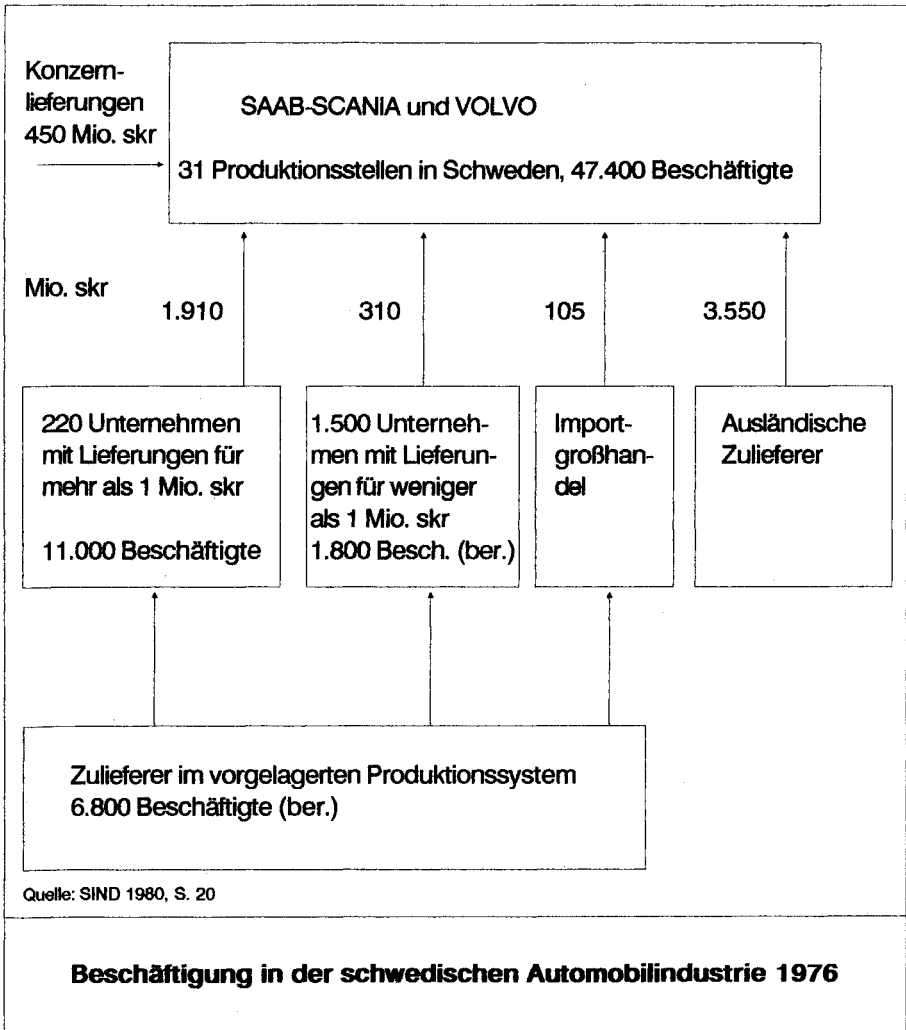 Konzern-
lieferungen
450 Mio. skr
SAAB-SCANIA und VOLVO
31 Produktionsstellen in Schweden, 47.400 Beschäftigte
Mio. skr
1.910
310
105
3.550
220 Unternehmen
mit Lieferungen für
mehr als 1 Mio. skr
11.000 Beschäftigte
1.500 Unterneh-
men mit Lieferun-
gen für weniger
als 1 Mio. skr
1.800 Besch. (ber.)
Import-
großhan-
del
Ausländische
Zulieferer
Zulieferer im vorgelagerten Produktionssystem
6.800 Beschäftigte (ber.)
Quelle: SIND 1980, S. 20
Beschäftigung in der schwedischen Automobilindustrie 1976